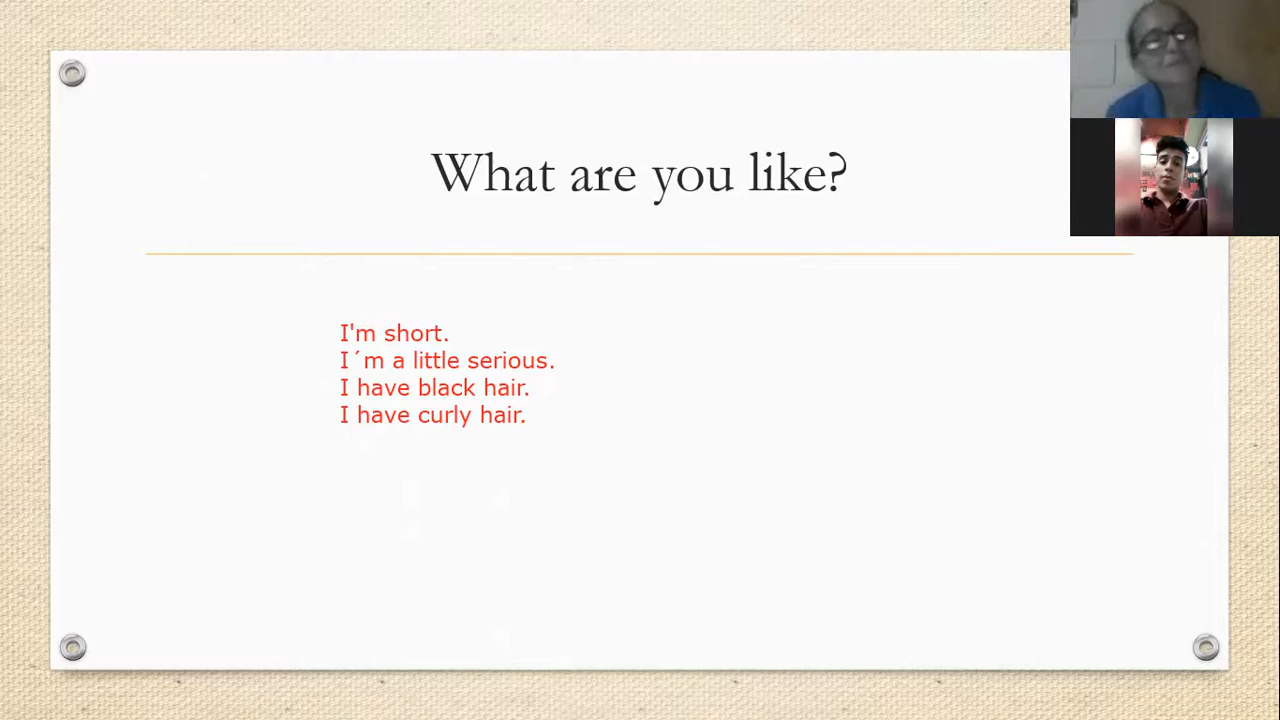 What are you like?
I'm short.
I´m a little serious.
I have black hair.
I have curly hair.